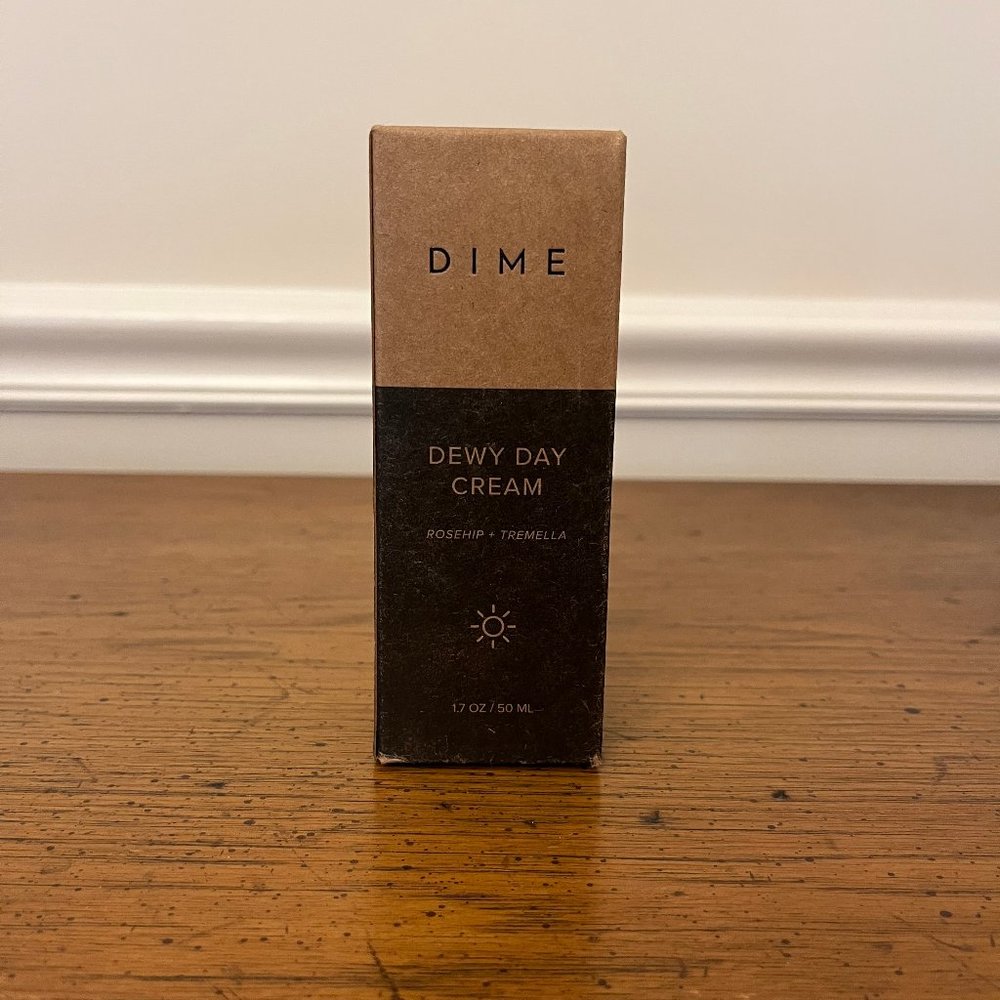 DIME
DEWY DAY
CREAM
ROSEHIP + TREMELLA
1.7 OZ / 50 ML